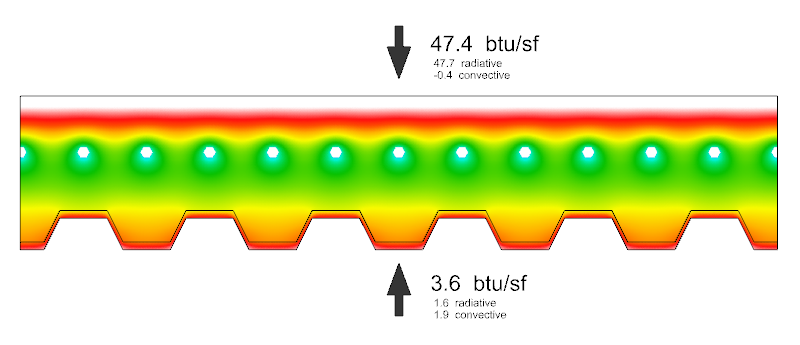 47.4 btu/sf
47.7 radiative
-0.4 convective
3.6 btu/sf
1.6 radiative
1.9 convective